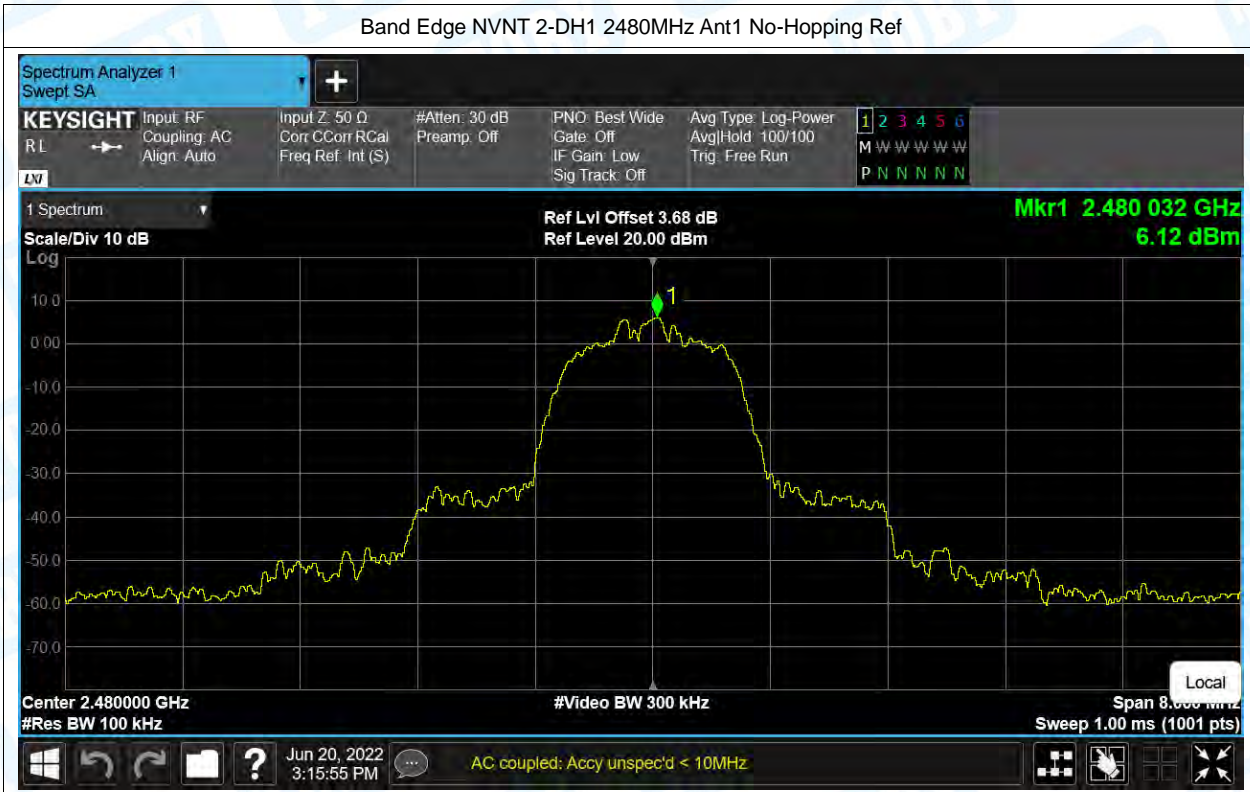 Band Edge NVNT 2-DH1 2480MHz Ant1 No-Hopping Ref
Spectrum Analyzer 1
Swept SA
+
KEYSIGHT
R L
LXI
Input: RF
Coupling: AC
Align: Auto
Input Z: 50 Ω
Corr CCorr RCal
Freq Ref: Int (S)
#Atten: 30 dB
Preamp: Off
PNO: Best Wide
Gate: Off
IF Gain: Low
Sig Track: Off
Avg Type: Log-Power
Avg|Hold: 100/100
Trig: Free Run
1 2 3 4 5 6
M W W W W W
P N N N N N
1 Spectrum
Scale/Div 10 dB
Ref Lvl Offset 3.68 dB
Ref Level 20.00 dBm
Mkr1 2.480 032 GHz
6.12 dBm
Log
1
10.0
0.00
-10.0
-20.0
-30.0
-40.0
-50.0
-60.0
-70.0
Local
Center 2.480000 GHz
#Video BW 300 kHz
Span 8.000 MHz
#Res BW 100 kHz
Sweep 1.00 ms (1001 pts)
?
Jun 20, 2022
3:15:55 PM
AC coupled: Accy unspec'd < 10MHz